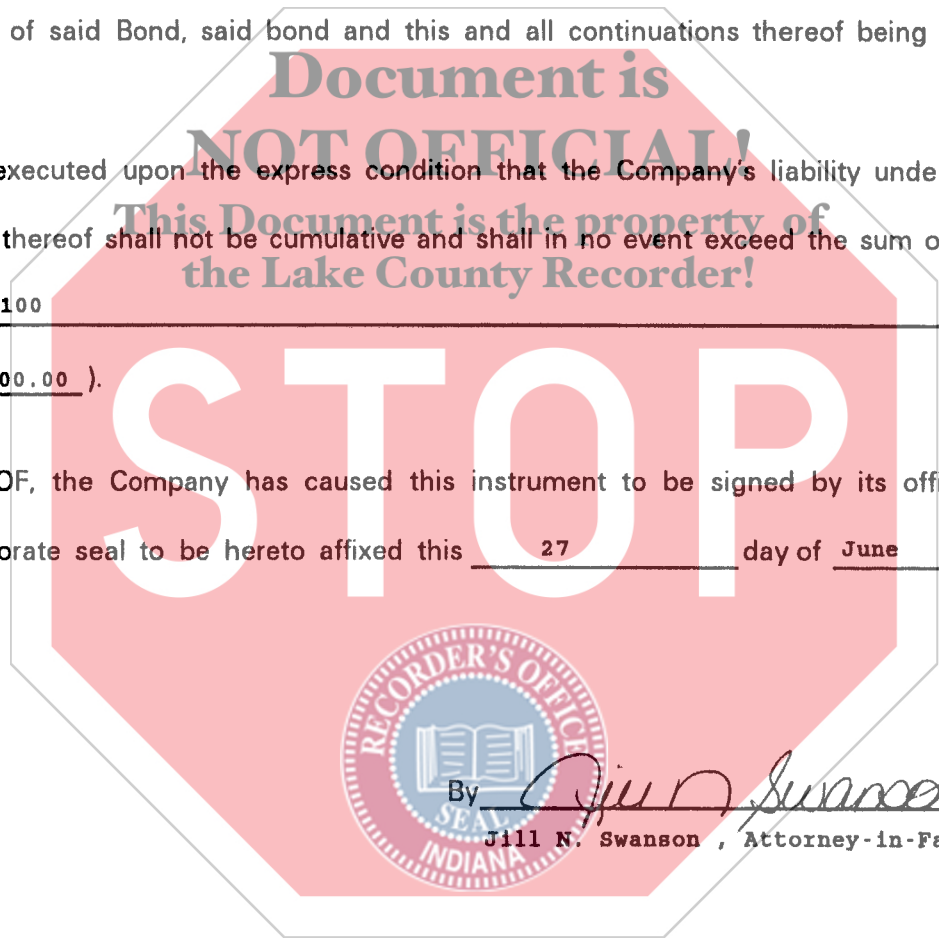 of said Bond, said bond and this and all continuations thereof being
Document is
NOT OFFICIAL!
executed upon the express condition that the Company's liability unde
This Document is the property of
thereof shall not be cumulative and shall in no event exceed the sum o
the Lake County Recorder!
100
00.00 ).
STOP
OF, the Company has caused this instrument to be signed by its offi
orate seal to be hereto affixed this 27 day of June
RECORDER'S OFFICE
SEAL
INDIANA
By Jill N Swanso
Jill N. Swanson , Attorney-in-Fa